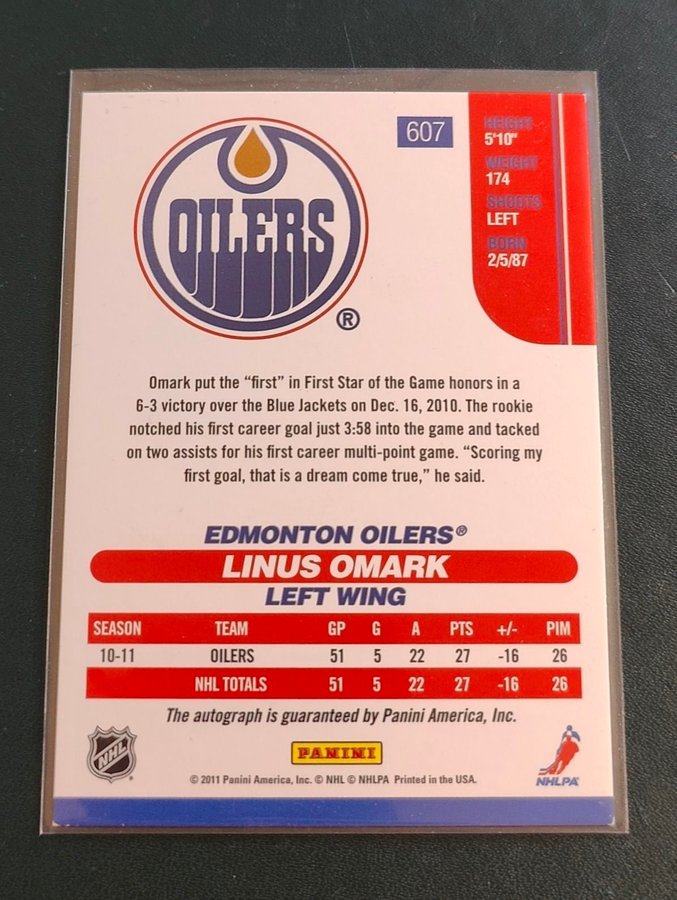 OILERS
®
607
HEIGHT
5'10"
WEIGHT
174
SHOOTS
LEFT
BORN
2/5/87
Omark put the “first” in First Star of the Game honors in a
6-3 victory over the Blue Jackets on Dec. 16, 2010. The rookie
notched his first career goal just 3:58 into the game and tacked
on two assists for his first career multi-point game. “Scoring my
first goal, that is a dream come true,” he said.
EDMONTON OILERS®
LINUS OMARK
LEFT WING
SEASON TEAM GP G A PTS +/- PIM
10-11 OILERS 51 5 22 27 -16 26
NHL TOTALS 51 5 22 27 -16 26
The autograph is guaranteed by Panini America, Inc.
NHL
PANINI
NHLPA
© 2011 Panini America, Inc. © NHL © NHLPA Printed in the USA.